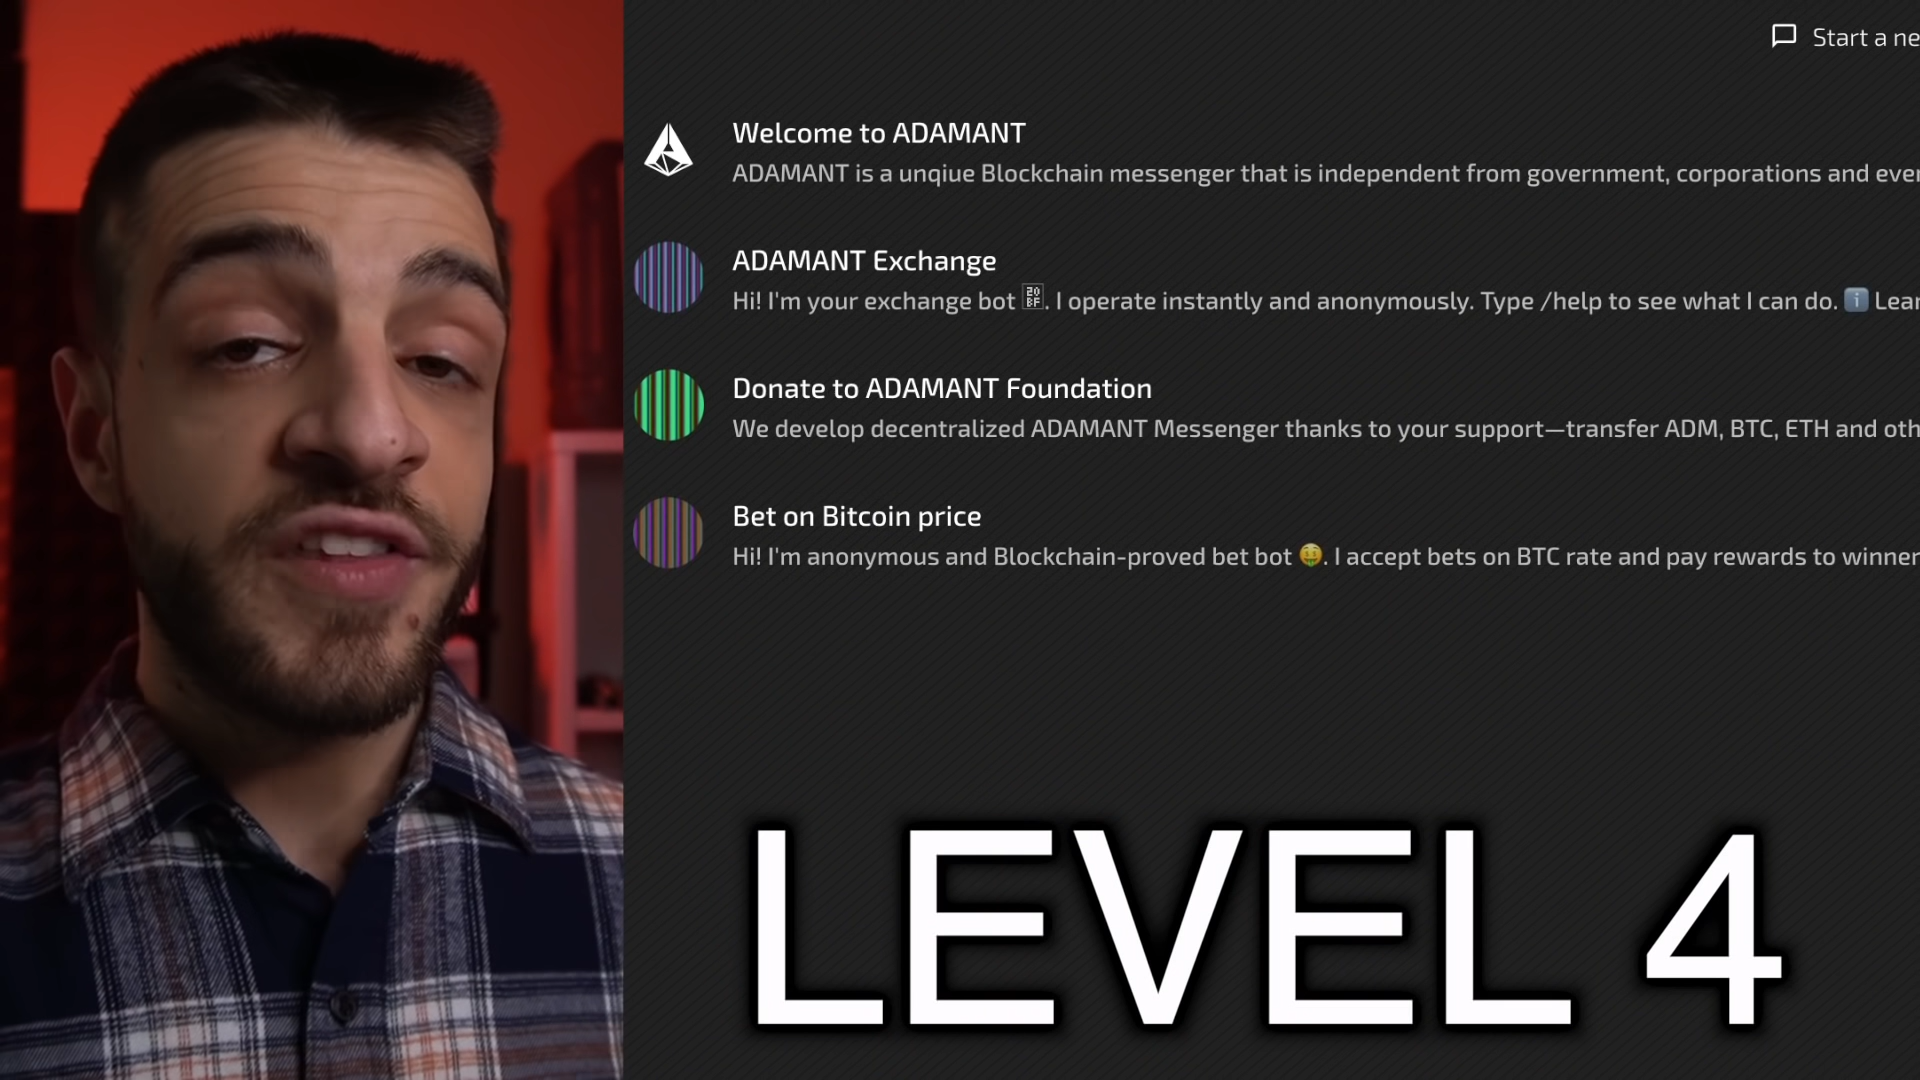 Start a ne
Welcome to ADAMANT
ADAMANT is a unqiue Blockchain messenger that is independent from government, corporations and ever
ADAMANT Exchange
Hi! I'm your exchange bot 20BF. I operate instantly and anonymously. Type /help to see what I can do. ℹ️ Lear
Donate to ADAMANT Foundation
We develop decentralized ADAMANT Messenger thanks to your support—transfer ADM, BTC, ETH and oth
Bet on Bitcoin price
Hi! I'm anonymous and Blockchain-proved bet bot 🤑. I accept bets on BTC rate and pay rewards to winner
LEVEL 4